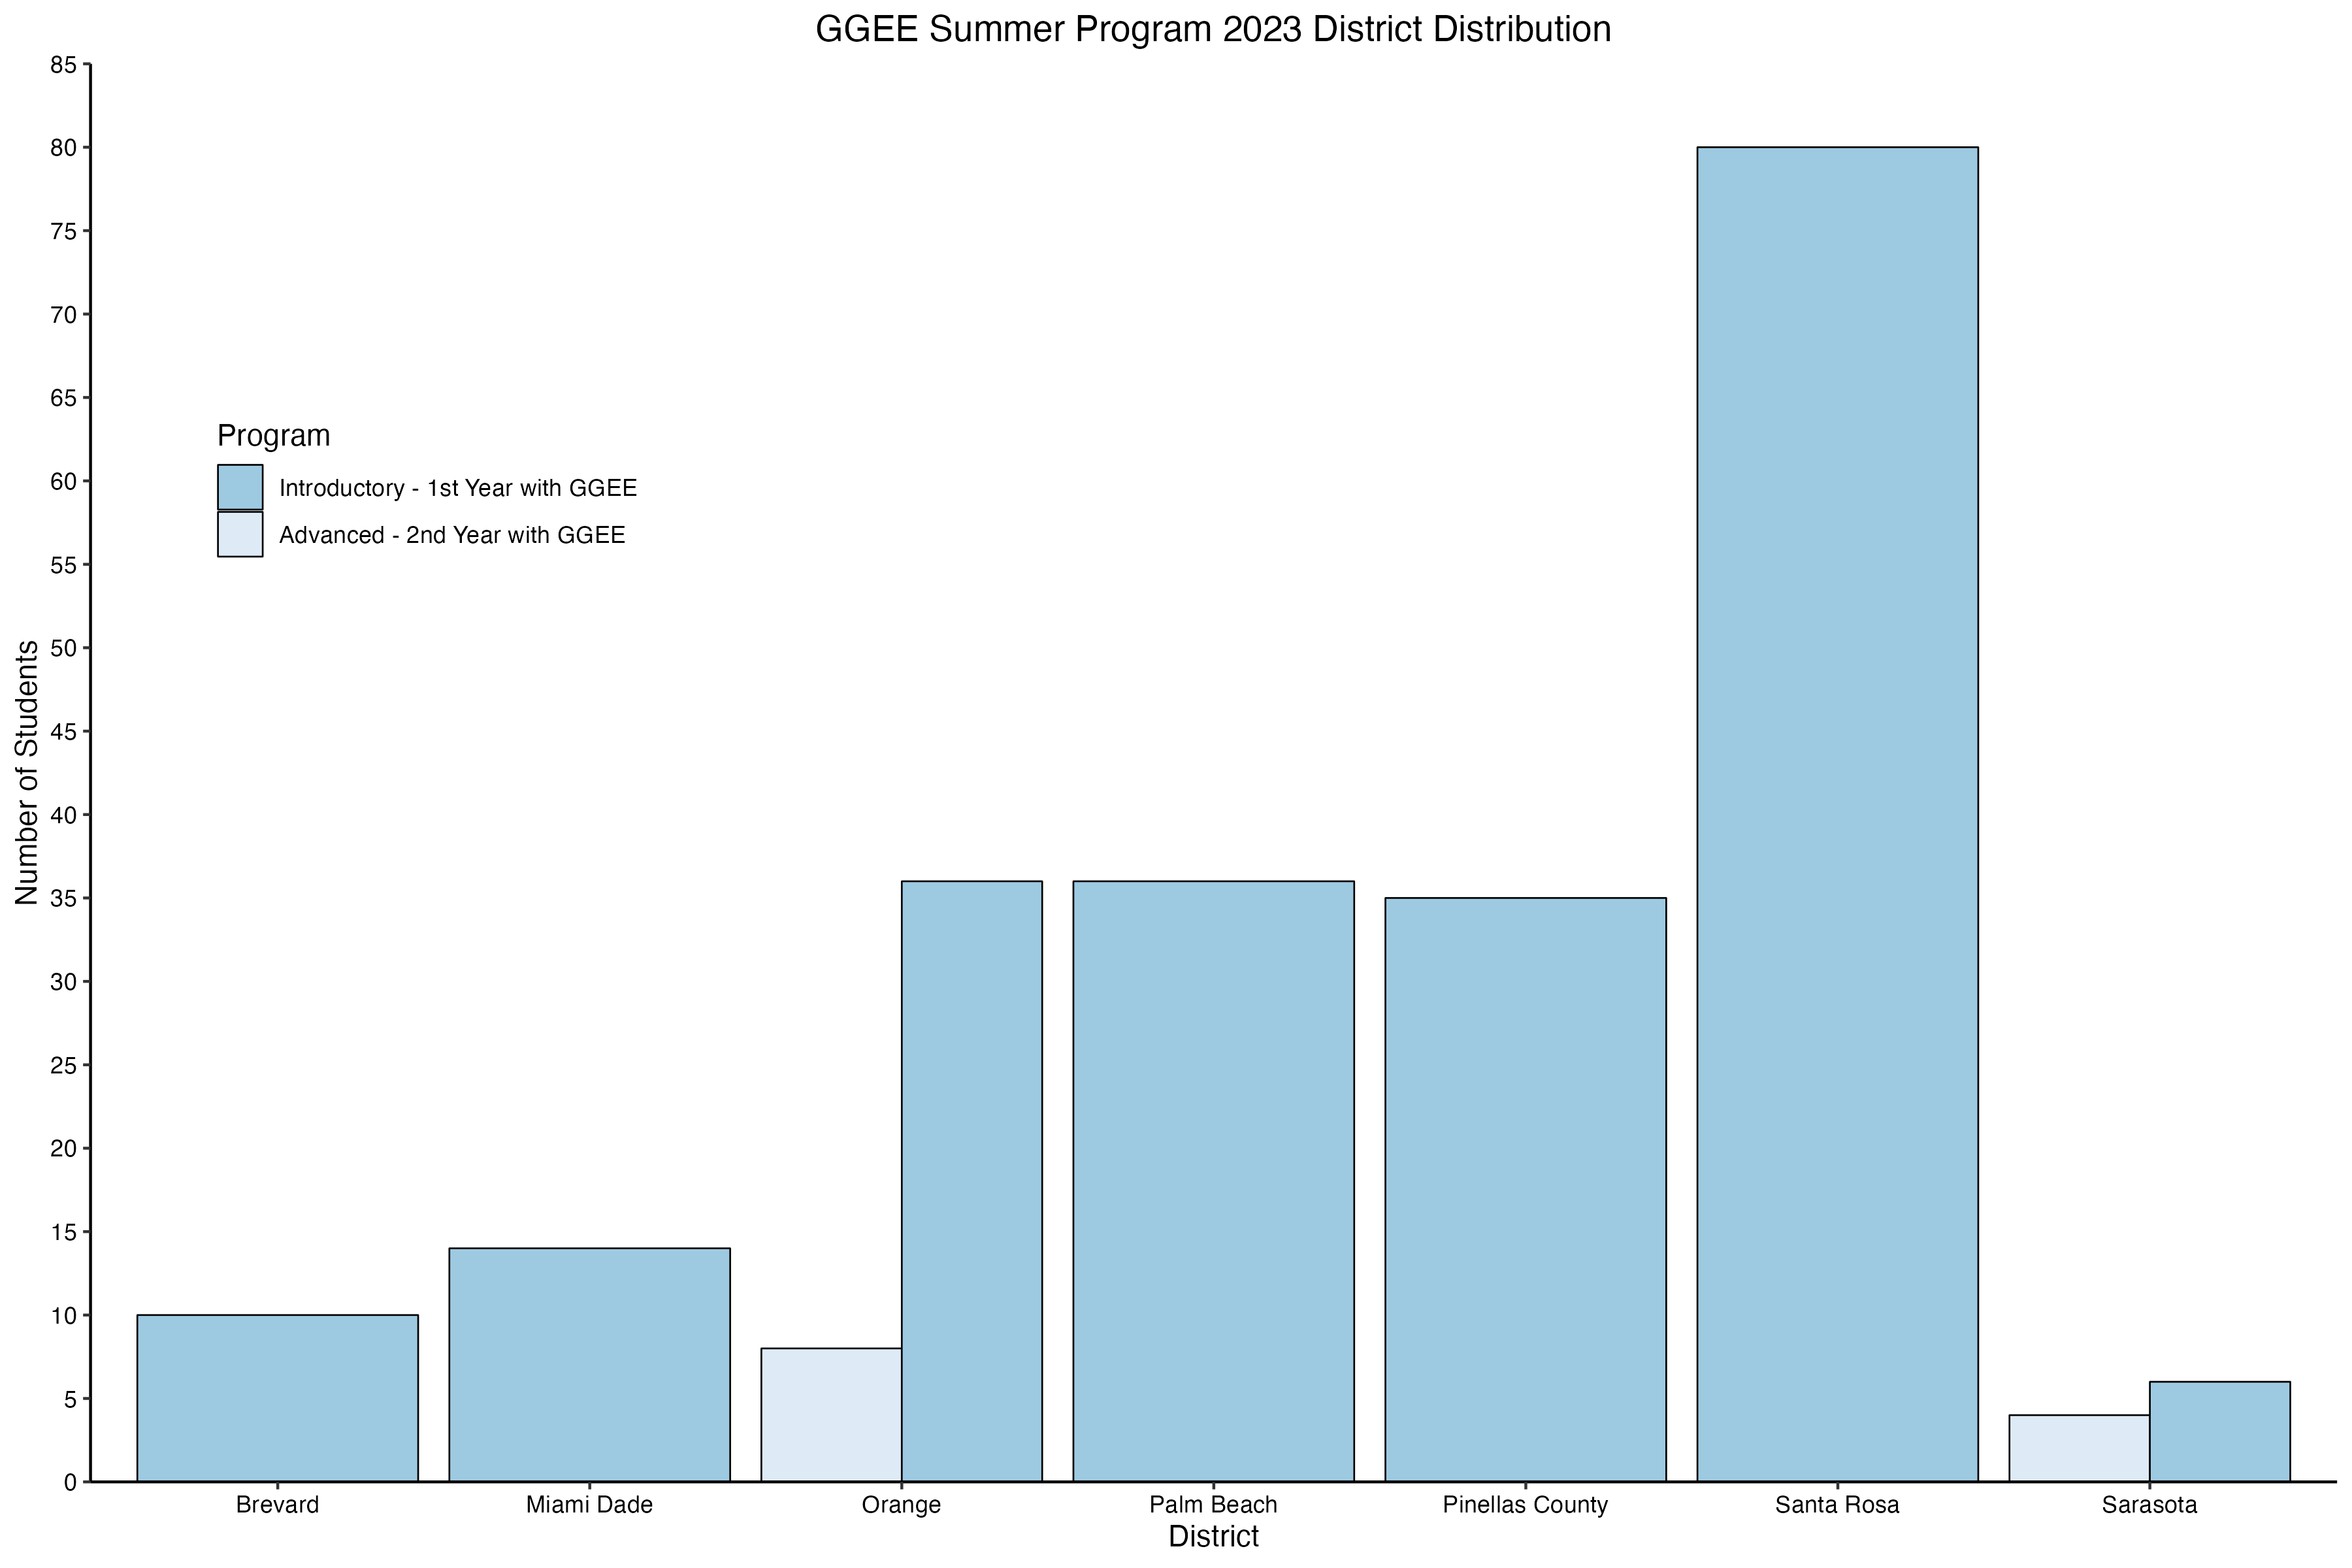 GGEE Summer Program 2023 District Distribution
85
80
75
70
65
60
55
50
45
40
35
30
25
20
15
10
5
0
Number of Students
Program
Introductory - 1st Year with GGEE
Advanced - 2nd Year with GGEE
Brevard Miami Dade Orange Palm Beach Pinellas County Santa Rosa Sarasota
District